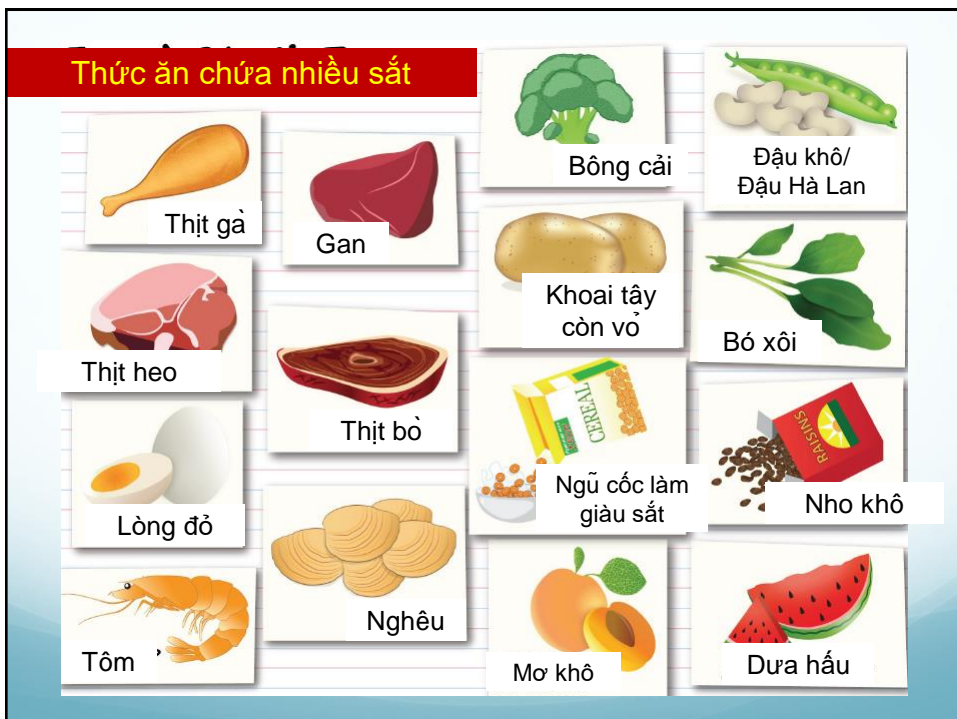 Thức ăn chứa nhiều sắt
Bông cải
Đậu khô/
Đậu Hà Lan
Thịt gà
Gan
Khoai tây
còn vỏ
Bó xôi
Thịt heo
Thịt bò
CEREAL
Ngũ cốc làm
giàu sắt
RAISINS
Nho khô
Lòng đỏ
Nghêu
Tôm
Mơ khô
Dưa hấu